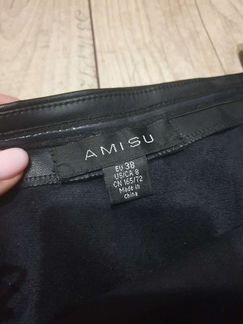 AMISU
EU 38
US/CA 8
CN 165/72
Made in
china